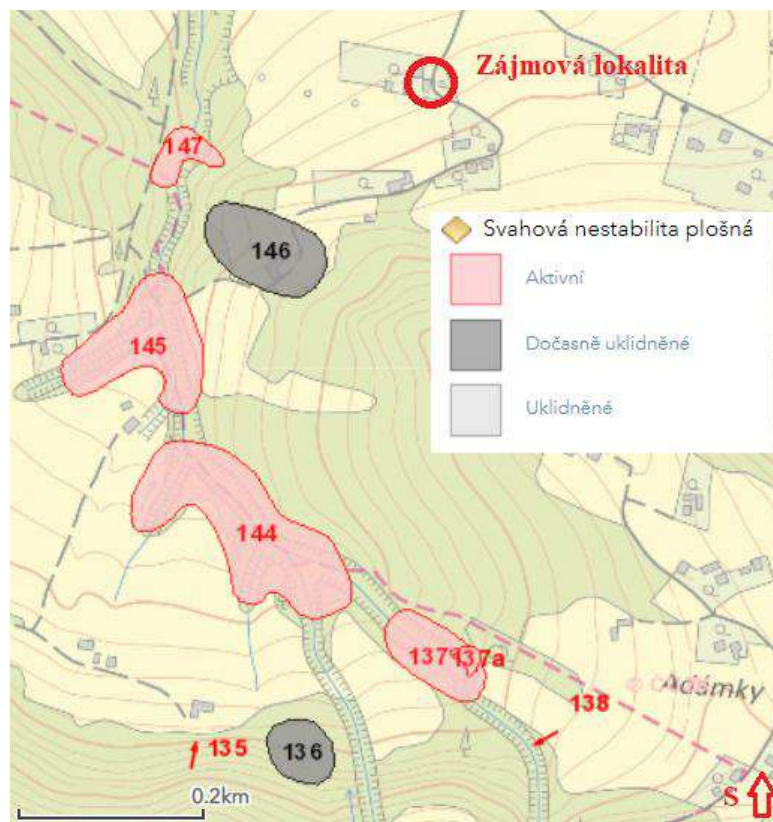 Zájmová lokalita
147
146
Svahová nestabilita plošná
Aktivní
145
Dočasně uklidněné
Uklidněné
144
137
137a
Adámky
138
135
136
0.2km
S